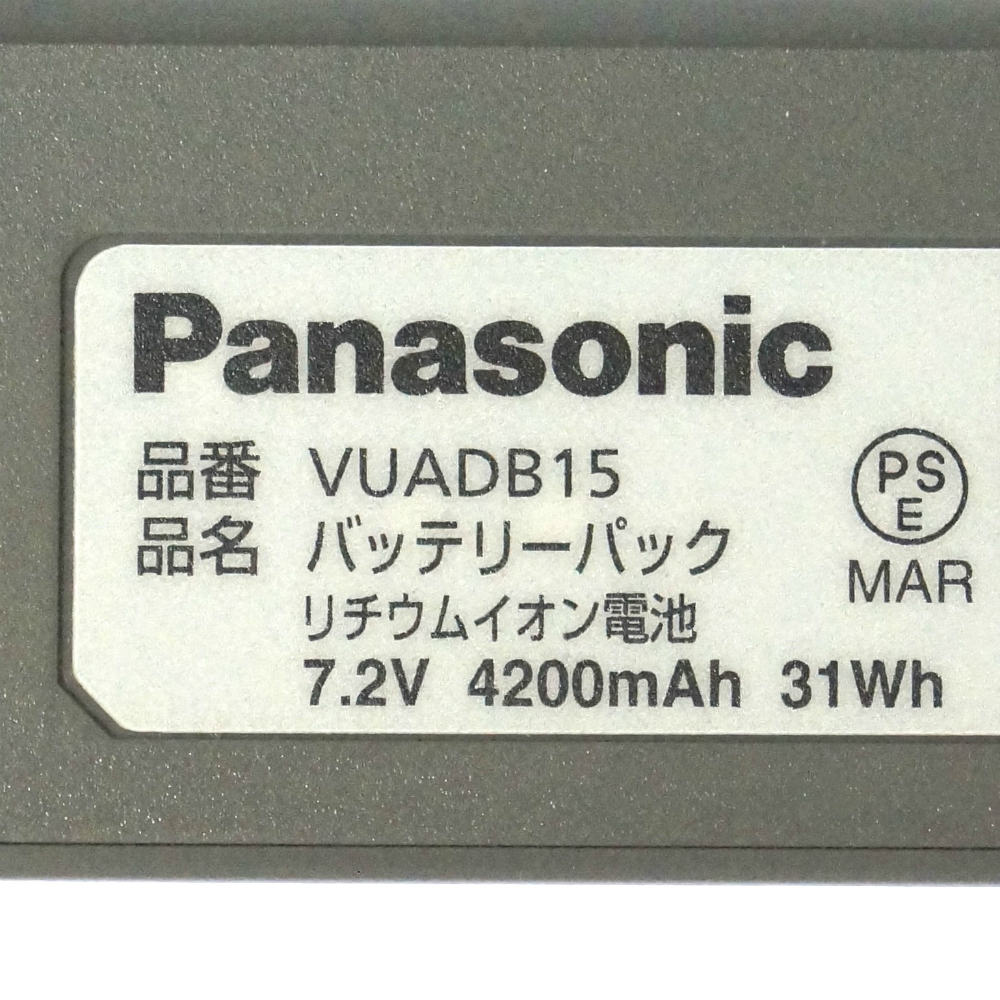 Panasonic
品番 VUADB15
品名 バッテリーパック
リチウムイオン電池
7.2V 4200mAh 31Wh
PS
E
MAR